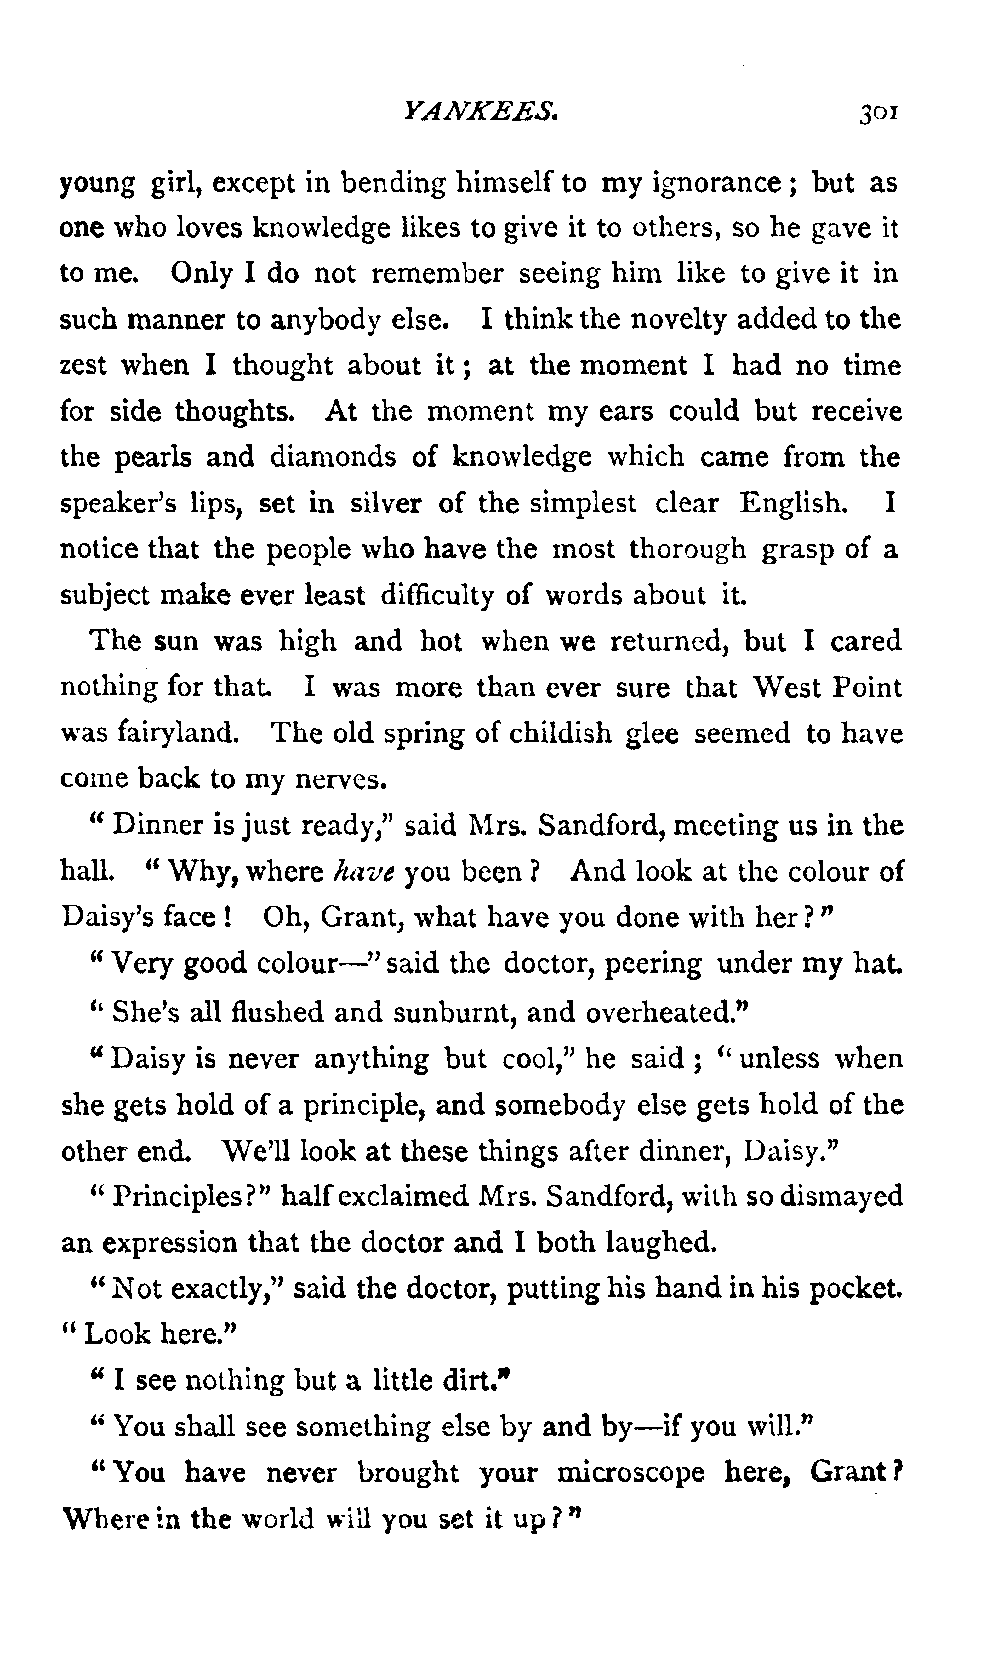 YANKEES. 301
young girl, except in bending himself to my ignorance; but as
one who loves knowledge likes to give it to others, so he gave it
to me. Only I do not remember seeing him like to give it in
such manner to anybody else. I think the novelty added to the
zest when I thought about it; at the moment I had no time
for side thoughts. At the moment my ears could but receive
the pearls and diamonds of knowledge which came from the
speaker's lips, set in silver of the simplest clear English. I
notice that the people who have the most thorough grasp of a
subject make ever least difficulty of words about it.
The sun was high and hot when we returned, but I cared
nothing for that. I was more than ever sure that West Point
was fairyland. The old spring of childish glee seemed to have
come back to my nerves.
"Dinner is just ready," said Mrs. Sandford, meeting us in the
hall. "Why, where have you been? And look at the colour of
Daisy's face! Oh, Grant, what have you done with her?"
"Very good colour—" said the doctor, peering under my hat.
"She's all flushed and sunburnt, and overheated."
"Daisy is never anything but cool," he said; "unless when
she gets hold of a principle, and somebody else gets hold of the
other end. We'll look at these things after dinner, Daisy."
"Principles?" half exclaimed Mrs. Sandford, with so dismayed
an expression that the doctor and I both laughed.
"Not exactly," said the doctor, putting his hand in his pocket.
"Look here."
"I see nothing but a little dirt."
"You shall see something else by and by—if you will."
"You have never brought your microscope here, Grant?
Where in the world will you set it up?"